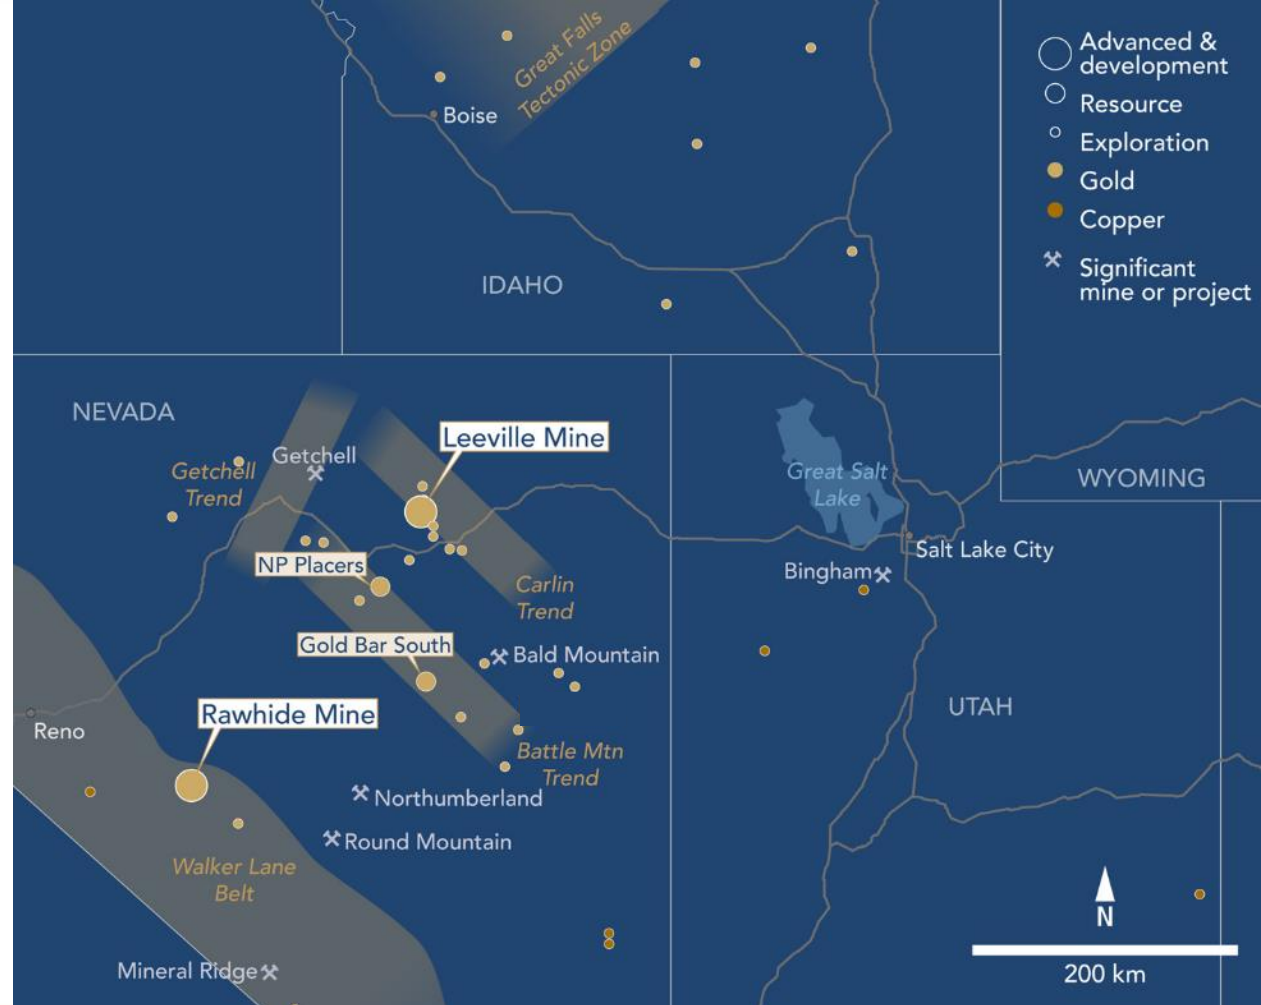 Great Falls
Tectonic Zone
Boise
IDAHO
Advanced &
development
Resource
Exploration
Gold
Copper
Significant
mine or project
NEVADA
Leeville Mine
Getchell
Getchell
Trend
Great Salt
Lake
WYOMING
Salt Lake City
NP Placers
Bingham
Carlin
Trend
Gold Bar South
Bald Mountain
Rawhide Mine
UTAH
Reno
Battle Mtn
Trend
Northumberland
Round Mountain
Walker Lane
Belt
N
Mineral Ridge
200 km